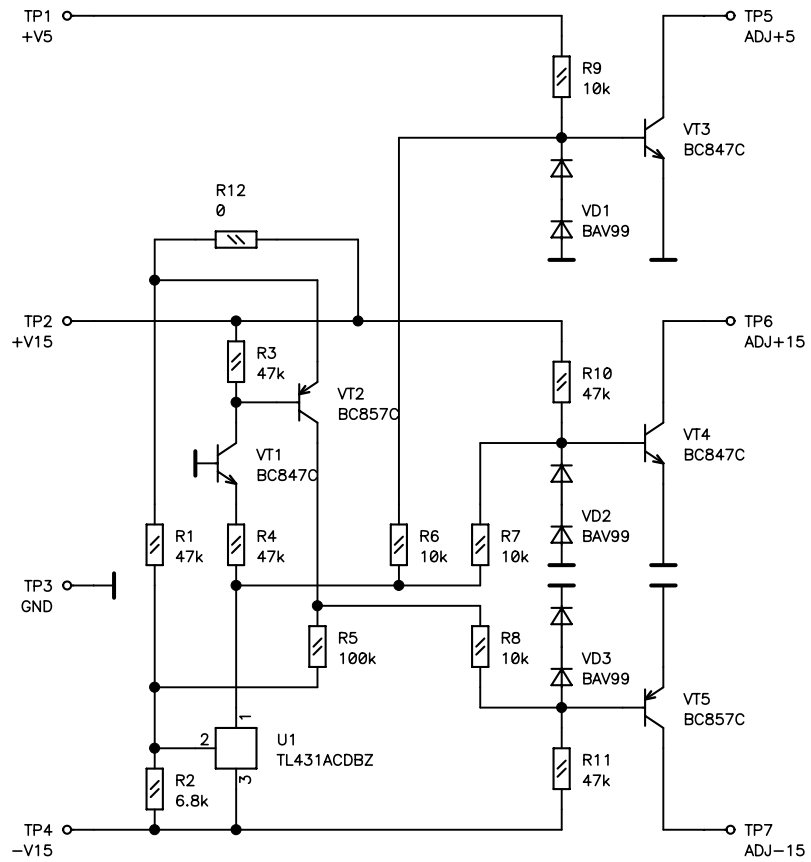 TP1
+V5
TP5
ADJ+5
R9
10k
VT3
BC847C
R12
0
VD1
BAV99
TP2
+V15
TP6
ADJ+15
R3
47k
R10
47k
VT2
BC857C
VT4
BC847C
VT1
BC847C
VD2
BAV99
R1
47k
R4
47k
R6
10k
R7
10k
TP3
GND
R5
100k
R8
10k
VD3
BAV99
VT5
BC857C
1
2
U1
TL431ACDBZ
3
R2
6.8k
R11
47k
TP4
-V15
TP7
ADJ-15